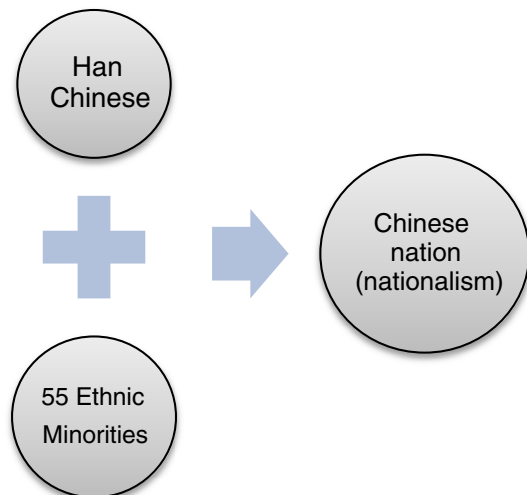 Han
Chinese
Chinese
nation
(nationalism)
55 Ethnic
Minorities